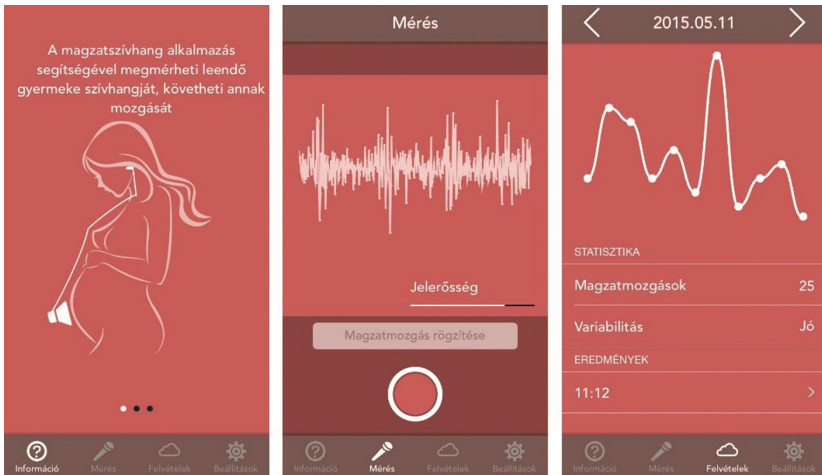 A magzatszívhang alkalmazás
segítségével megmérheti leendő
gyermeke szívhangját, követheti annak
mozgását
Információ
Mérés
Felvételek
Beállítások
Mérés
Jelerősség
Magzatmozgás rögzítése
Információ
Mérés
Felvételek
Beállítások
2015.05.11
STATISZTIKA
Magzatmozgások 25
Variabilitás Jó
EREDMÉNYEK
11:12
Információ
Mérés
Felvételek
Beállítások